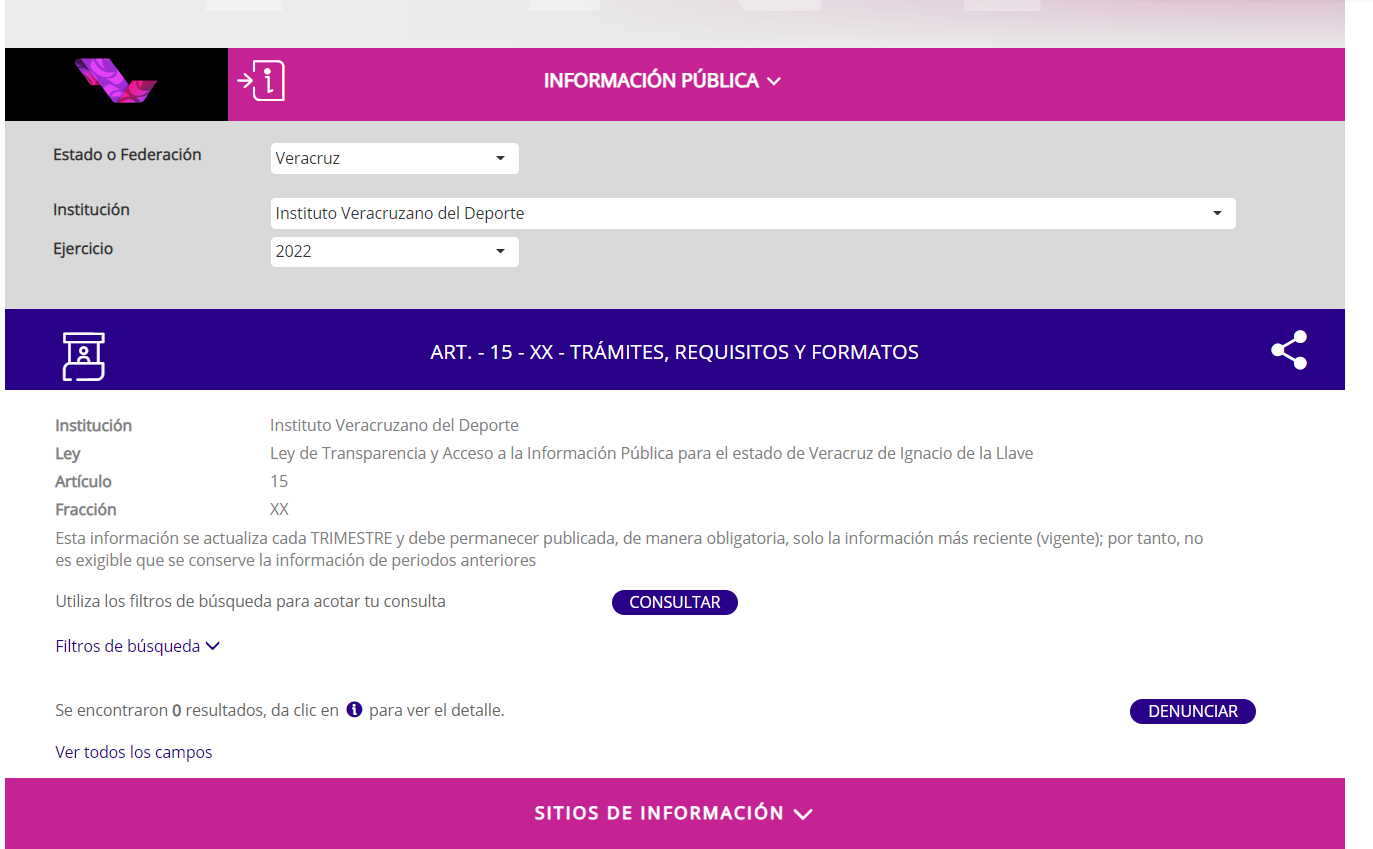 INFORMACIÓN PÚBLICA
Estado o Federación Veracruz
Institución Instituto Veracruzano del Deporte
Ejercicio 2022
ART. - 15 - XX - TRÁMITES, REQUISITOS Y FORMATOS
Institución Instituto Veracruzano del Deporte
Ley Ley de Transparencia y Acceso a la Información Pública para el estado de Veracruz de Ignacio de la Llave
Artículo 15
Fracción XX
Esta información se actualiza cada TRIMESTRE y debe permanecer publicada, de manera obligatoria, solo la información más reciente (vigente); por tanto, no
es exigible que se conserve la información de periodos anteriores
Utiliza los filtros de búsqueda para acotar tu consulta CONSULTAR
Filtros de búsqueda
Se encontraron 0 resultados, da clic en i para ver el detalle. DENUNCIAR
Ver todos los campos
SITIOS DE INFORMACIÓN